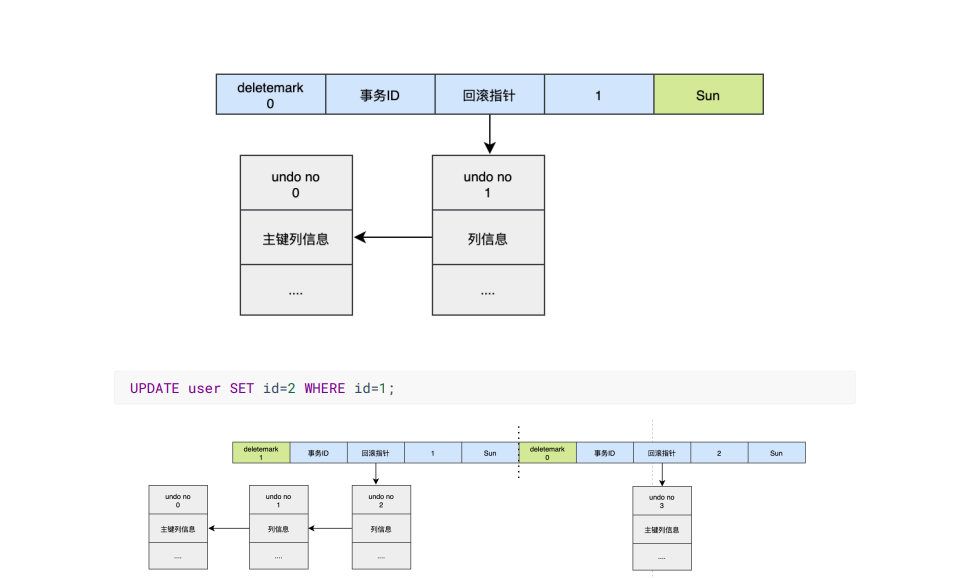 deletemark
0
事务ID
回滚指针
1
Sun
undo no
0
undo no
1
主键列信息
列信息
....
....
UPDATE user SET id=2 WHERE id=1;
deletemark
1
事务ID
回滚指针
1
Sun
deletemark
0
事务ID
回滚指针
2
Sun
undo no
0
undo no
1
undo no
2
undo no
3
主键列信息
列信息
列信息
主键列信息
....
....
....
....